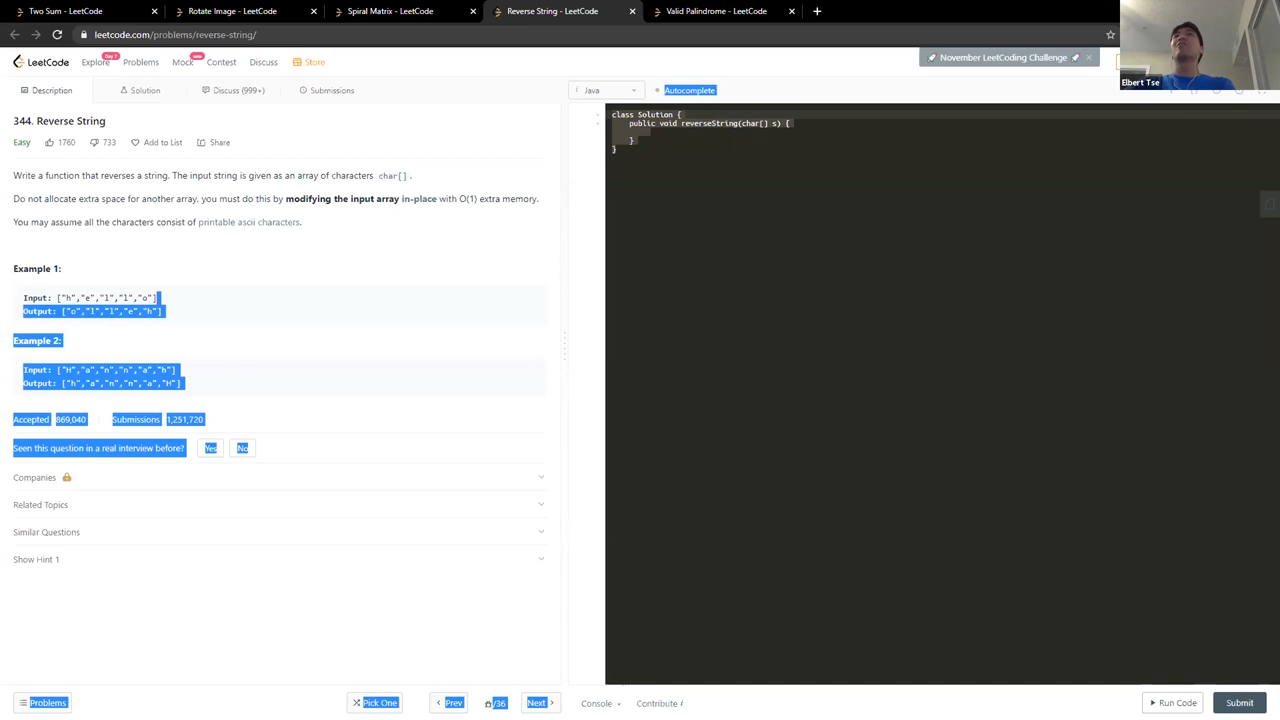 Two Sum - LeetCode
Rotate Image - LeetCode
Spiral Matrix - LeetCode
Reverse String - LeetCode
Valid Palindrome - LeetCode
leetcode.com/problems/reverse-string/
LeetCode
Explore
Day 7
Problems
Mock
new
Contest
Discuss
Store
November LeetCoding Challenge
Elbert Tse
Description
Solution
Discuss (999+)
Submissions
Java
Autocomplete
344. Reverse String
Easy 1760 733 Add to List Share
Write a function that reverses a string. The input string is given as an array of characters char[].
Do not allocate extra space for another array, you must do this by modifying the input array in-place with O(1) extra memory.
You may assume all the characters consist of printable ascii characters.
Example 1:
Input: ["h","e","l","l","o"]
Output: ["o","l","l","e","h"]
Example 2:
Input: ["H","a","n","n","a","h"]
Output: ["h","a","n","n","a","H"]
Accepted 869,040 Submissions 1,251,720
Seen this question in a real interview before? Yes No
Companies
Related Topics
Similar Questions
Show Hint 1
class Solution {
public void reverseString(char[] s) {
}
}
Problems
Pick One
Prev
/36
Next
Console
Contribute i
Run Code
Submit